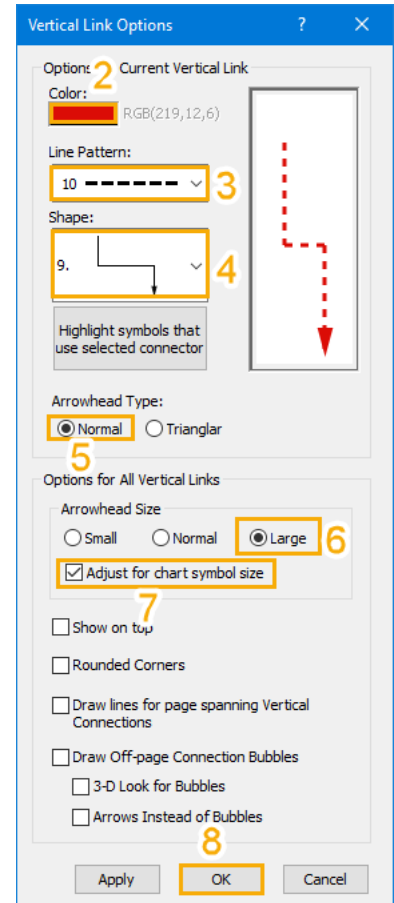 Vertical Link Options ? ✕
Option: 2 Current Vertical Link
Color:
RGB(219,12,6)
Line Pattern:
10 3
Shape:
9. 4
Highlight symbols that
use selected connector
Arrowhead Type:
Normal Trianglar
5
Options for All Vertical Links
Arrowhead Size
Small Normal Large 6
Adjust for chart symbol size
7
Show on top
Rounded Corners
Draw lines for page spanning Vertical
Connections
Draw Off-page Connection Bubbles
3-D Look for Bubbles
Arrows Instead of Bubbles
8
Apply OK Cancel